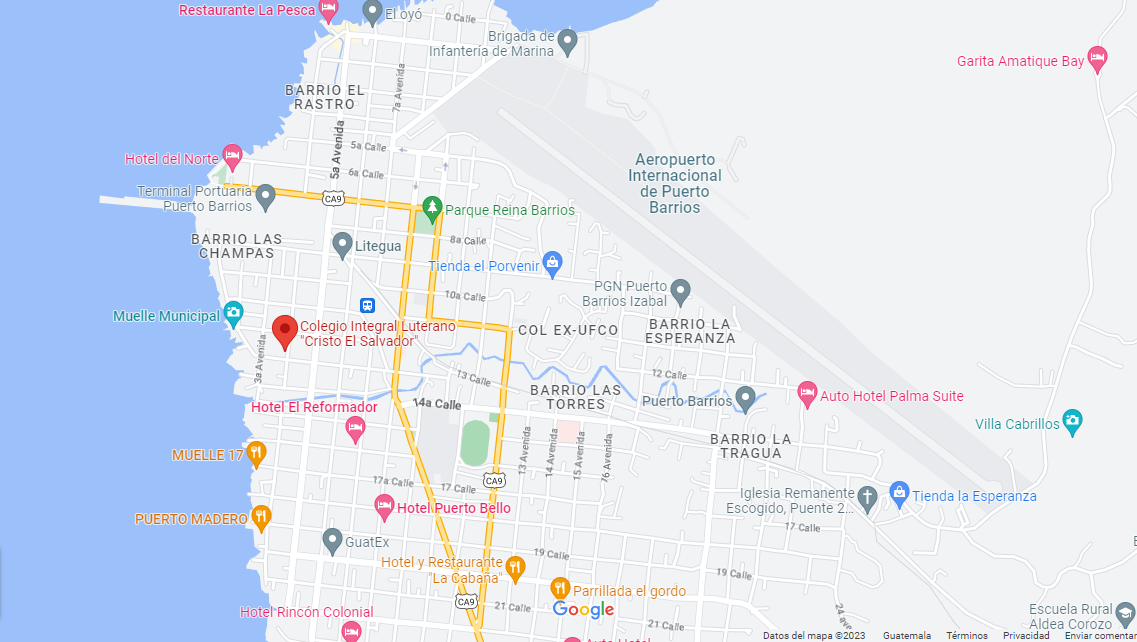 Restaurante La Pesca
El oyó
0 Calle
Brigada de
Infantería de Marina
Garita Amatique Bay
7a Avenida
BARRIO EL
RASTRO
5a Avenida
5a Calle
6a Calle
Hotel del Norte
Aeropuerto
Internacional
de Puerto
Barrios
Terminal Portuaria
Puerto Barrios
CA9
Parque Reina Barrios
BARRIO LAS
CHAMPAS
Litegua
8a Calle
Tienda el Porvenir
10a Calle
PGN Puerto
Barrios Izabal
Muelle Municipal
Colegio Integral Luterano
"Cristo El Salvador"
COL EX-UFCO
BARRIO LA
ESPERANZA
3a Avenida
13 Calle
12 Calle
BARRIO LAS
TORRES
14a Calle
Puerto Barrios
Auto Hotel Palma Suite
Hotel El Reformador
Villa Cabrillos
13 Avenida
14 Avenida
15 Avenida
16 Avenida
BARRIO LA
TRAGUA
MUELLE 17
17a Calle
17 Calle
CA9
Iglesia Remanente
Escogido, Puente 2...
Tienda la Esperanza
Hotel Puerto Bello
PUERTO MADERO
17 Calle
GuatEx
19 Calle
Hotel y Restaurante
"La Cabaña"
19 Calle
Parrillada el gordo
CA9
21 Calle
Google
21 Calle
Hotel Rincón Colonial
Escuela Rural
Aldea Corozo
Auto Hotel
Datos del mapa ©2023 Guatemala Términos Privacidad Enviar comentar